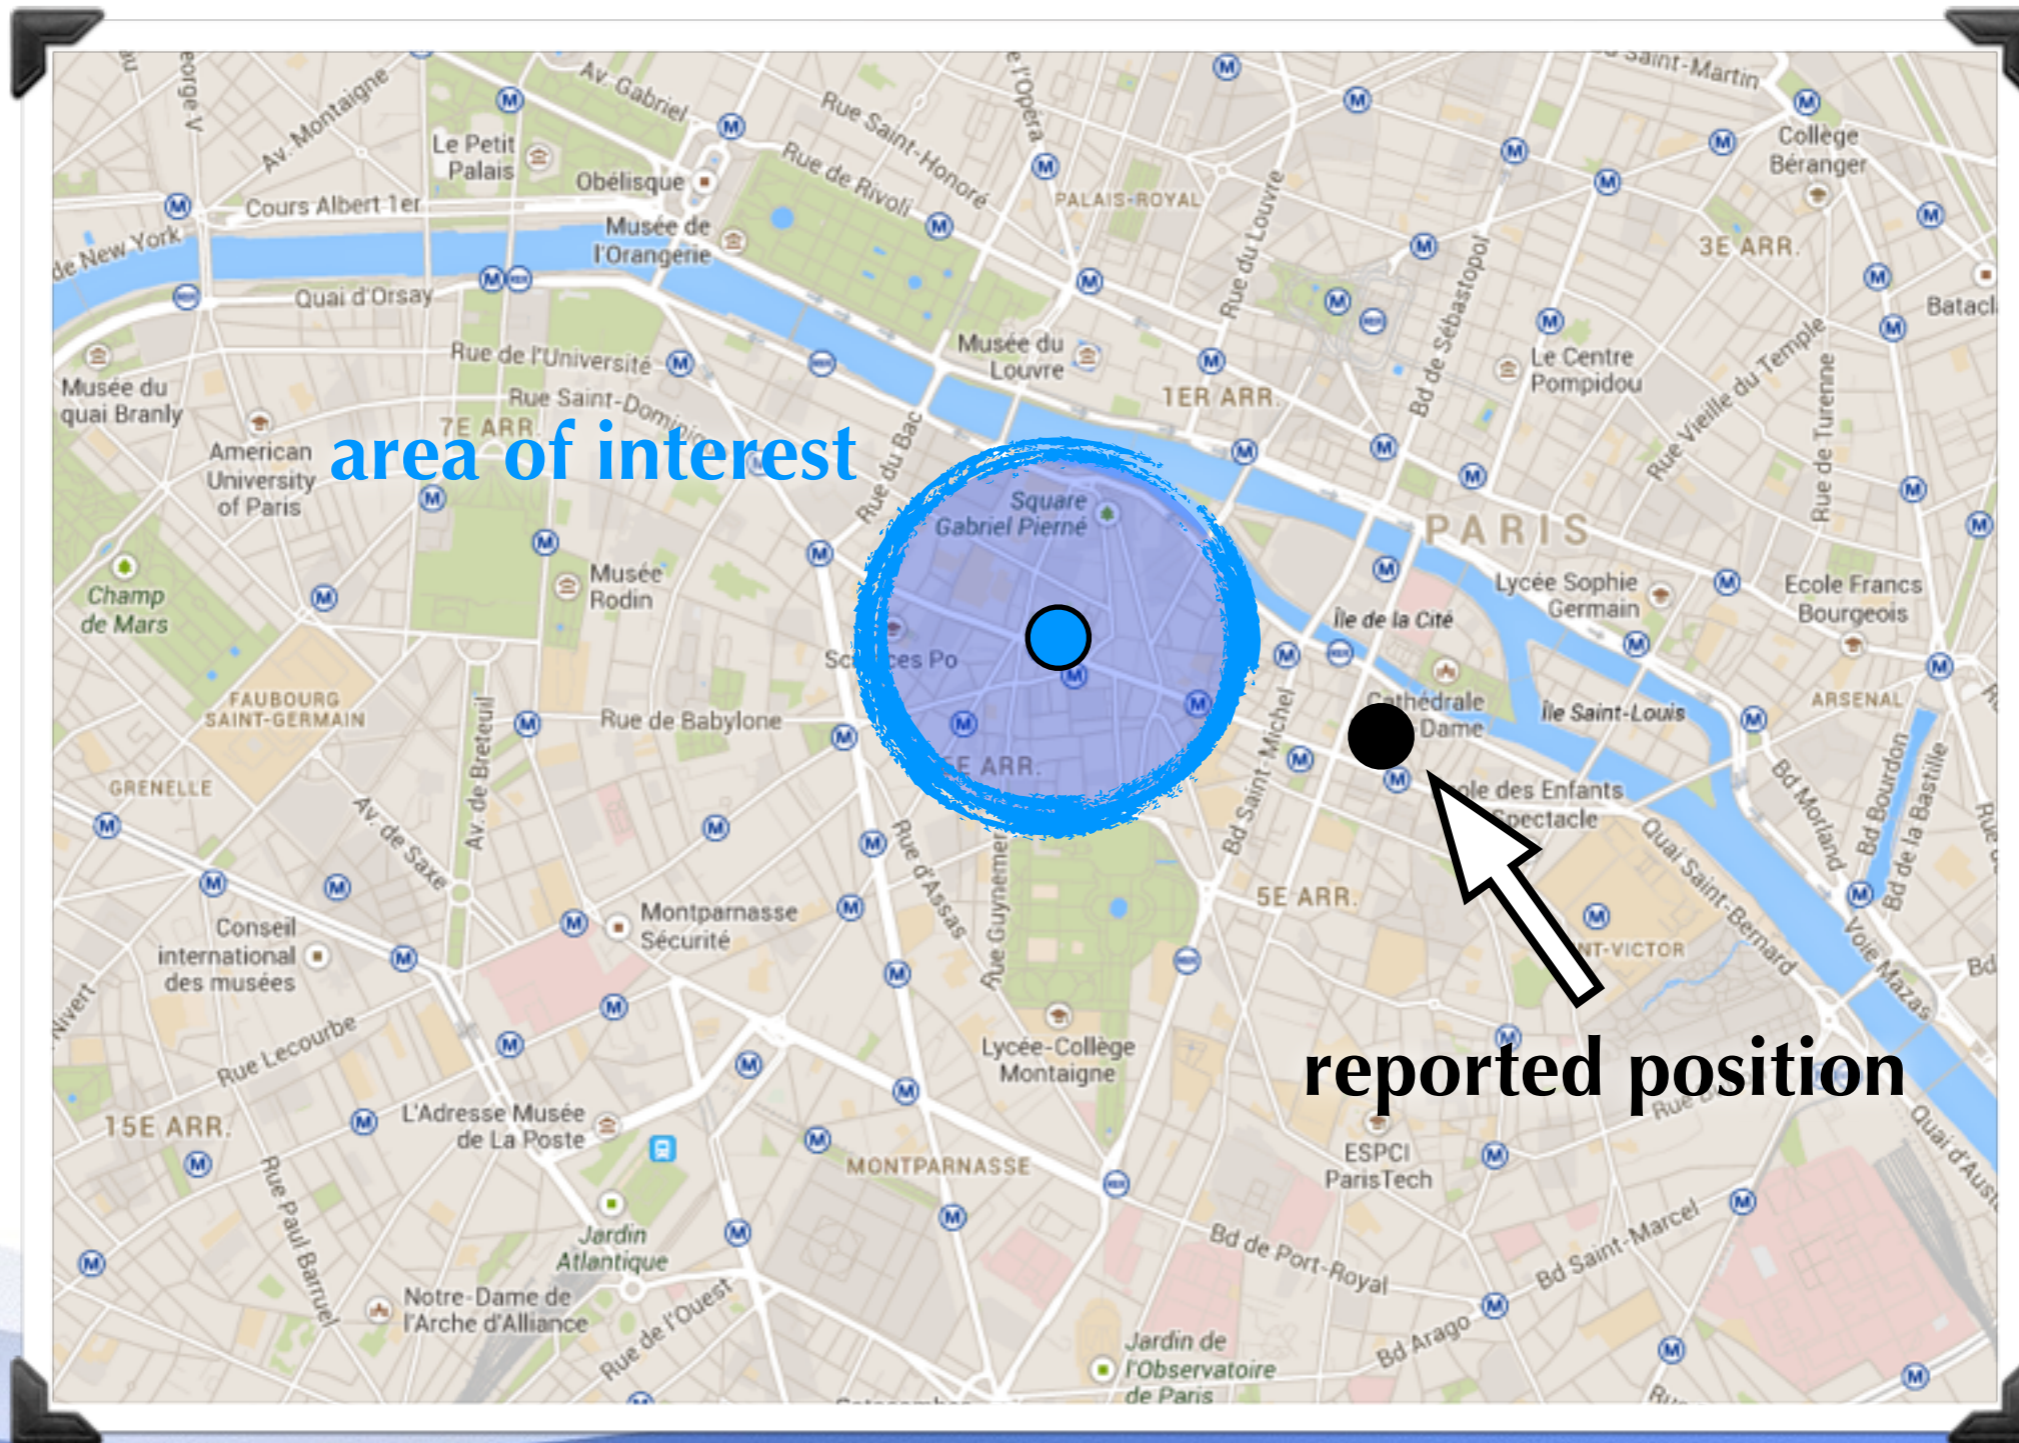 Saint-Martin
Av. Gabriel
Av. Montaigne
Rue Saint-Honoré
Collège
Béranger
Le Petit
Palais
Obélisque
Rue de Rivoli
PALAIS-ROYAL
Cours Albert 1er
Musée de
l'Orangerie
Rue du Louvre
3E ARR.
de New York
Quai d'Orsay
Bd de Sébastopol
Musée du
Louvre
Le Centre
Pompidou
Rue de l'Université
Musée du
quai Branly
Rue Saint-Dominique
1ER ARR.
Rue Vieille du Temple
Rue de Turenne
7E ARR.
area of interest
American
University
of Paris
Rue du Bac
Square
Gabriel Pierné
PARIS
Champ
de Mars
Musée
Rodin
Lycée Sophie
Germain
Ecole Francs
Bourgeois
Île de la Cité
FAUBOURG
SAINT-GERMAIN
Rue de Babylone
Cathédrale
Dame
Île Saint-Louis
ARSENAL
Av. de Breteuil
Bd Saint-Michel
E ARR.
GRENELLE
Av. de Saxe
des Enfants
Spectacle
Bd Morland
Bd Bourdon
Bd de la Bastille
Rue d'Assas
Rue Guynemer
Quai Saint-Bernard
5E ARR.
Montparnasse
Sécurité
Conseil
international
des musées
NT-VICTOR
Voie Mazas
Bd
Rue Lecourbe
Lycée-Collège
Montaigne
reported position
15E ARR.
L'Adresse Musée
de La Poste
ESPCI
ParisTech
MONTPARNASSE
Rue Paul Barruel
Jardin
Atlantique
Bd de Port-Royal
Bd Saint-Marcel
Notre-Dame de
l'Arche d'Alliance
Rue de l'Ouest
Bd Arago
Jardin de
l'Observatoire
de Paris